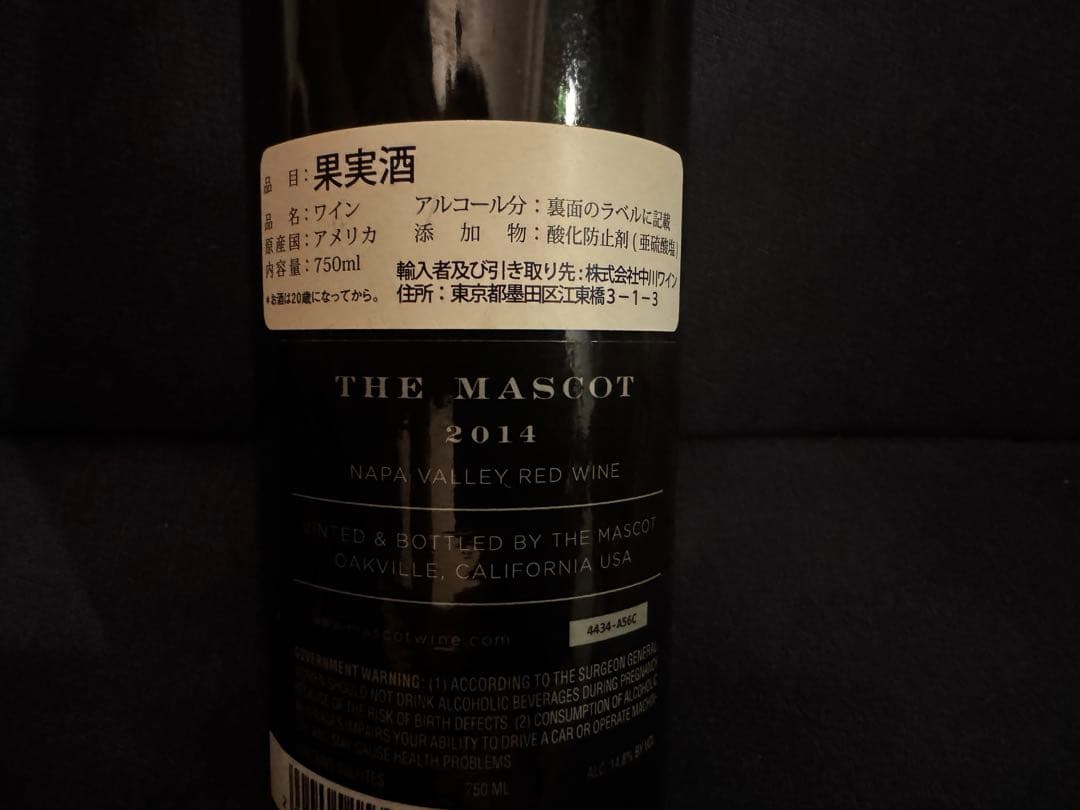 品 目：果実酒
品 名：ワイン
アルコール分：裏面のラベルに記載
原産国：アメリカ
添 加 物：酸化防止剤(亜硫酸塩)
内容量：750ml
輸入者及び引き取り先：株式会社中川ワイン
*お酒は20歳になってから。
住所：東京都墨田区江東橋3-1-3
THE MASCOT
2014
NAPA VALLEY RED WINE
& BOTTLED BY THE MASCOT
OAKVILLE, CALIFORNIA USA
4434-A56C
GOVERNMENT WARNING: (1) ACCORDING TO THE SURGEON GENERAL,
SHOULD NOT DRINK ALCOHOLIC BEVERAGES DURING PREGNANCY
OF THE RISK OF BIRTH DEFECTS. (2) CONSUMPTION OF ALCOHOLIC
IMPAIRS YOUR ABILITY TO DRIVE A CAR OR OPERATE
MAY CAUSE HEALTH PROBLEMS
ALC. 14.8% BY VOL
750 ML